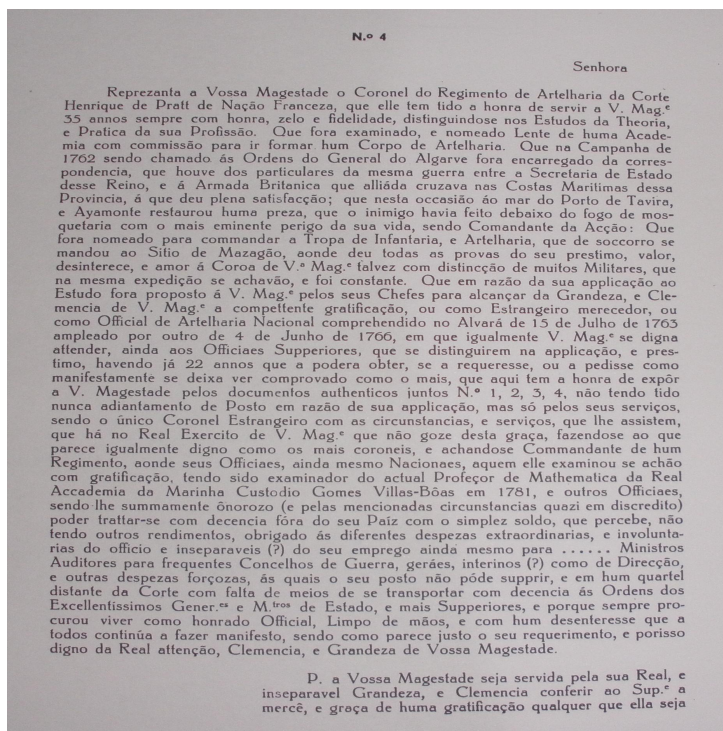 N.º 4
Senhora
Reprezanta a Vossa Magestade o Coronel do Regimento de Artelharia da Corte
Henrique de Pratt de Nação Franceza, que elle tem tido a honra de servir a V. Mag.e
35 annos sempre com honra, zelo e fidelidade, distinguindose nos Estudos da Theoria,
e Pratica da sua Profissão. Que fora examinado, e nomeado Lente de huma Acade-
mia com commissão para ir formar hum Corpo de Artelharia. Que na Campanha de
1762 sendo chamado ás Ordens do General do Algarve fora encarregado da corres-
pondencia, que houve dos particulares da mesma guerra entre a Secretaria de Estado
desse Reino, e á Armada Britanica que alliáda cruzava nas Costas Maritimas dessa
Provincia, á que deu plena satisfacção; que nesta occasião áo mar do Porto de Tavira,
e Ayamonte restaurou huma preza, que o inimigo havia feito debaixo do fogo de mos-
quetaria com o mais eminente perigo da sua vida, sendo Comandante da Acção: Que
fora nomeado para commandar a Tropa de Infantaria, e Artelharia, que de soccorro se
mandou ao Sitio de Mazagão, aonde deu todas as provas do seu prestimo, valor,
desinterece, e amor á Coroa de V.ª Mag.e talvez com distincção de muitos Militares, que
na mesma expedição se achavão, e foi constante. Que em razão da sua applicação ao
Estudo fora proposto á V. Mag.e pelos seus Chefes para alcançar da Grandeza, e Cle-
mencia de V. Mag.e a compettente gratificação, ou como Estrangeiro merecedor, ou
como Official de Artelharia Nacional comprehendido no Alvará de 15 de Julho de 1763
ampleado por outro de 4 de Junho de 1766, em que igualmente V. Mag.e se digna
attender, ainda aos Officiaes Supperiores, que se distinguirem na applicação, e pres-
timo, havendo já 22 annos que a podera obter, se a requeresse, ou a pedisse como
manifestamente se deixa ver comprovado como o mais, que aqui tem a honra de expôr
a V. Magestade pelos documentos authenticos juntos N.º 1, 2, 3, 4, não tendo tido
nunca adiantamento de Posto em razão de sua applicação, mas só pelos seus serviços,
sendo o único Coronel Estrangeiro com as circunstancias, e serviços, que lhe assistem,
que há no Real Exercito de V. Mag.e que não goze desta graça, fazendose ao que
parece igualmente digno como os mais coroneis, e achandose Commandante de hum
Regimento, aonde seus Officiaes, ainda mesmo Nacionaes, aquem elle examinou se achão
com gratificação, tendo sido examinador do actual Profeçor de Mathematica da Real
Accademia da Marinha Custodio Gomes Villas-Bôas em 1781, e outros Officiaes,
sendo lhe summamente ônorozo (e pelas mencionadas circunstancias quazi em discredito)
poder trattar-se com decencia fóra do seu Paíz com o simplez soldo, que percebe, não
tendo outros rendimentos, obrigado ás diferentes despezas extraordinarias, e involunta-
rias do officio e inseparaveis (?) do seu emprego ainda mesmo para ...... Ministros
Auditores para frequentes Concelhos de Guerra, geráes, interinos (?) como de Direcção,
e outras despezas forçozas, ás quais o seu posto não póde supprir, e em hum quartel
distante da Corte com falta de meios de se transportar com decencia ás Ordens dos
Excellentíssimos Gener.es e M.tros de Estado, e mais Supperiores, e porque sempre pro-
curou viver como honrado Official, Limpo de mãos, e com hum desenteresse que a
todos continúa a fazer manifesto, sendo como parece justo o seu requerimento, e porisso
digno da Real attenção, Clemencia, e Grandeza de Vossa Magestade.
P. a Vossa Magestade seja servida pela sua Real, e
inseparavel Grandeza, e Clemencia conferir ao Sup.e a
mercê, e graça de huma gratificação qualquer que ella seja